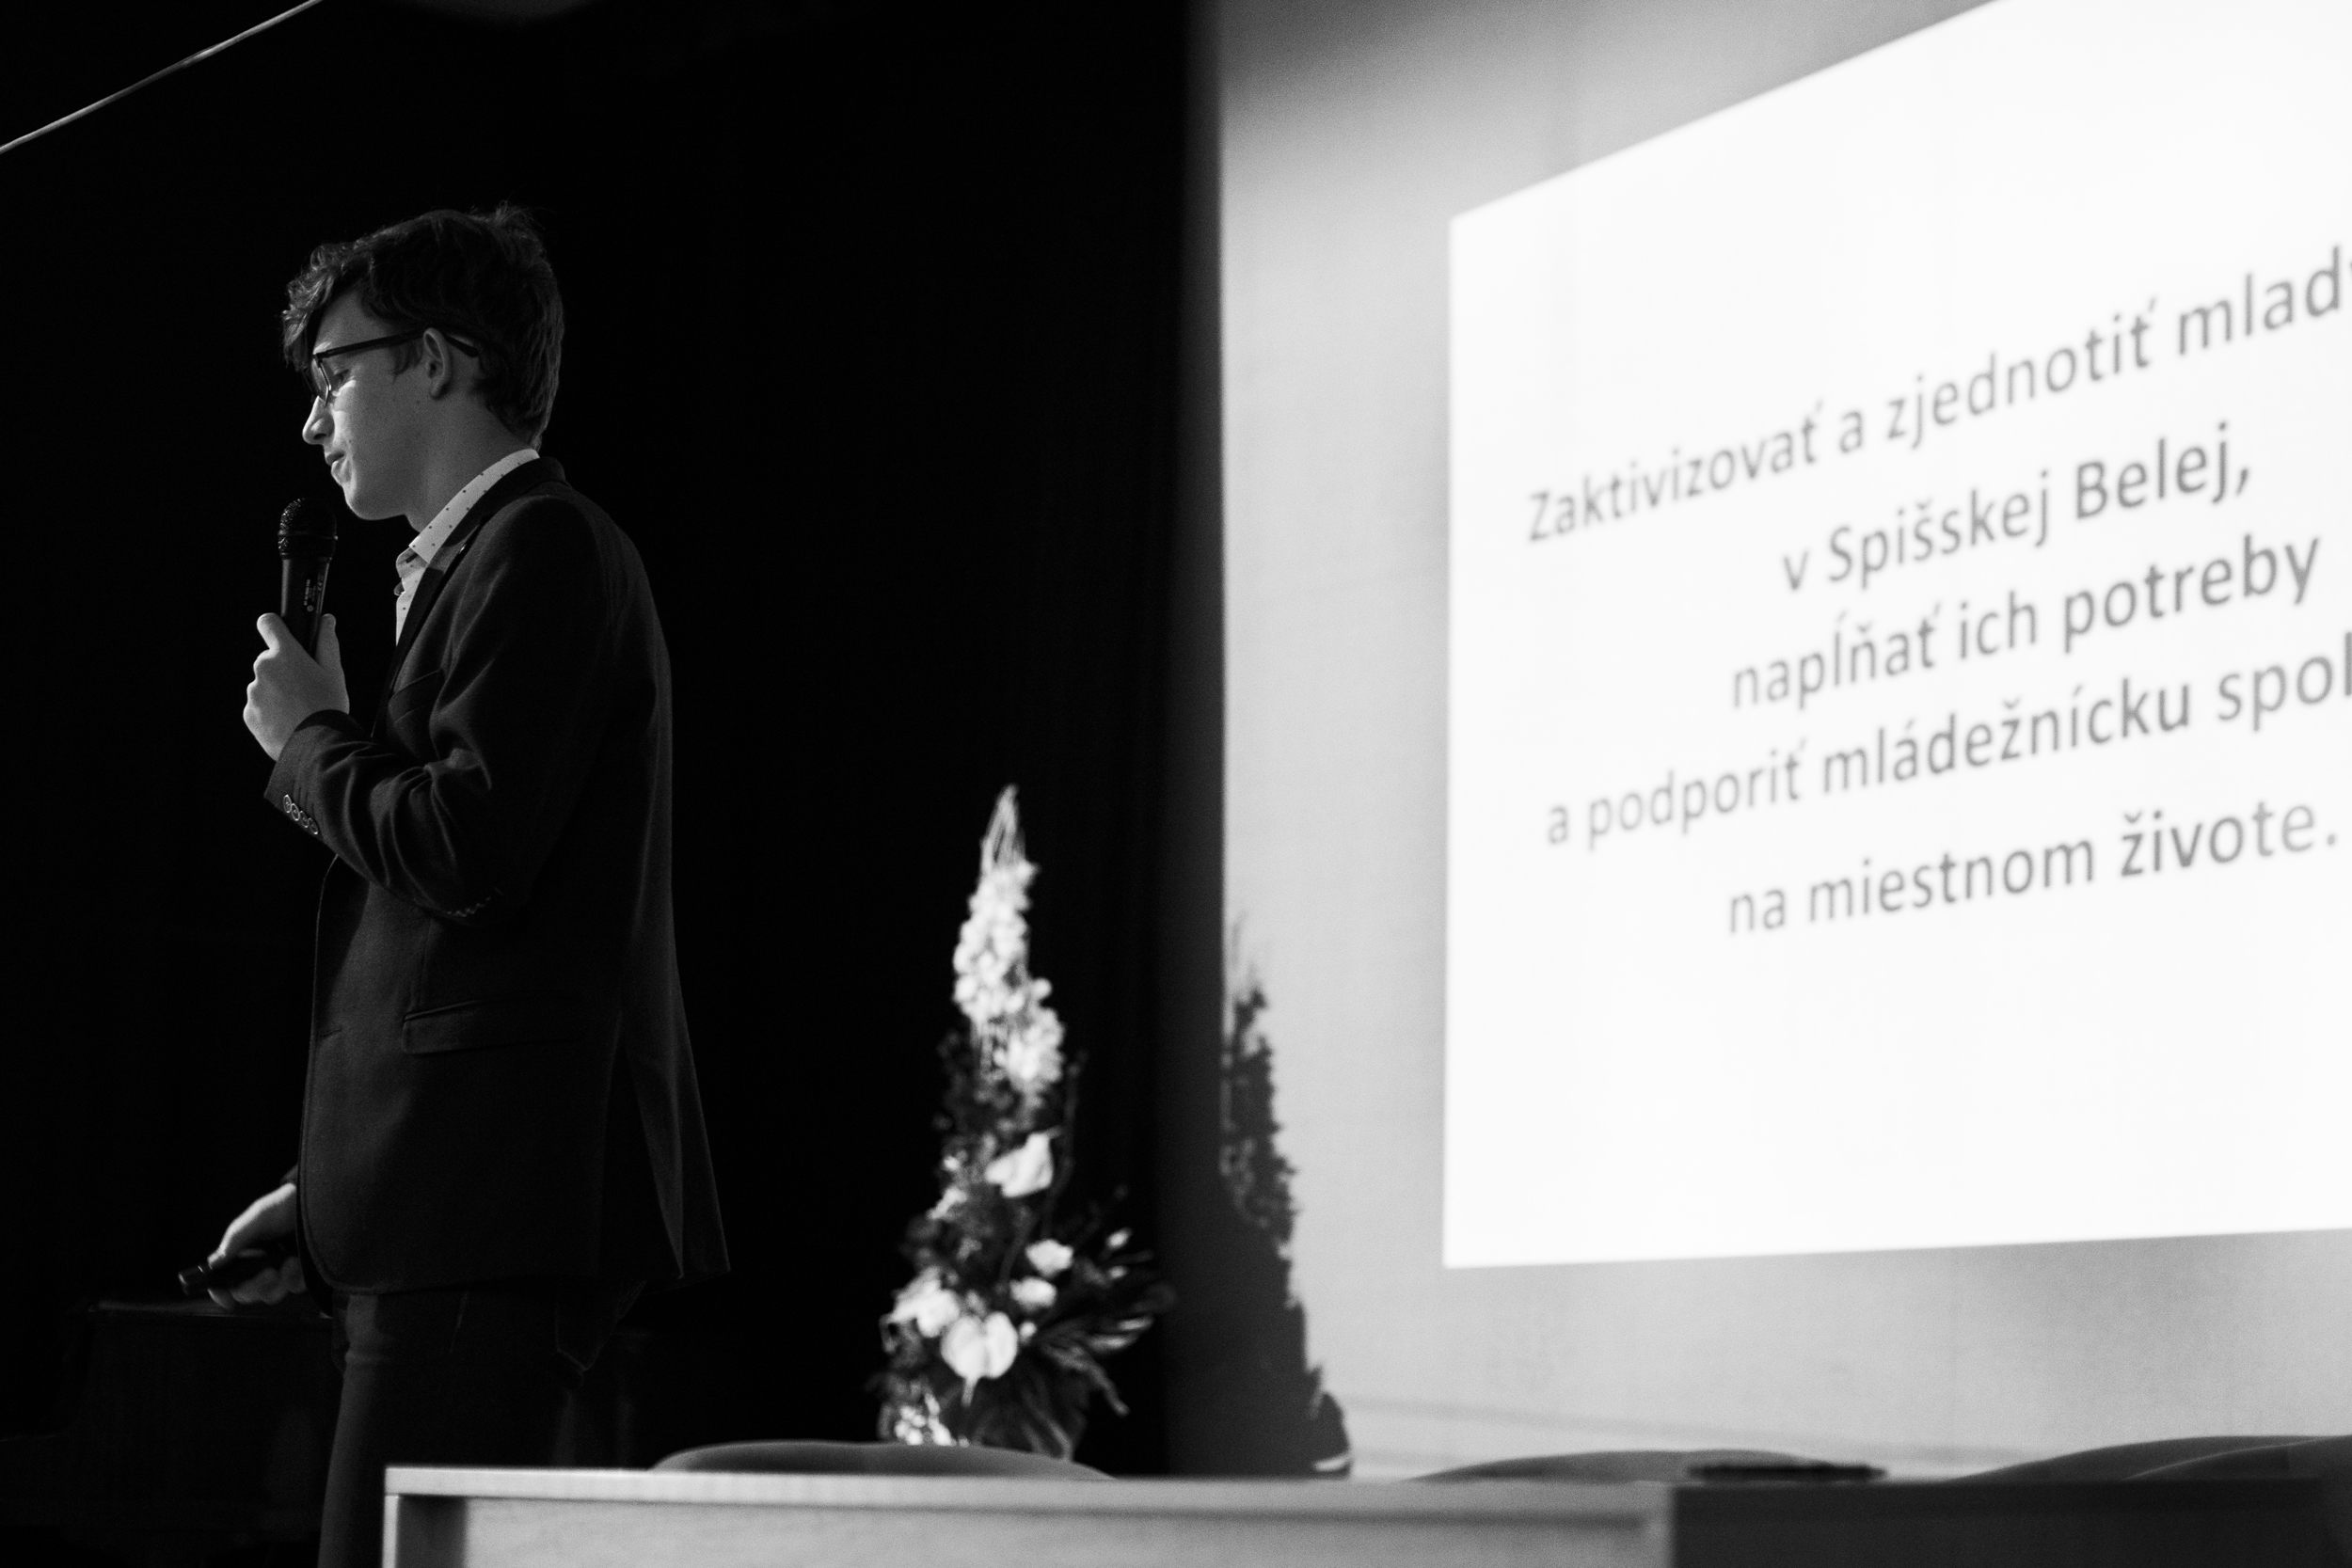 Zaktivizovať a zjednotiť
v Spišskej Belej,
napĺňať ich potreby
a podporiť mládežnícku
na miestnom živote.